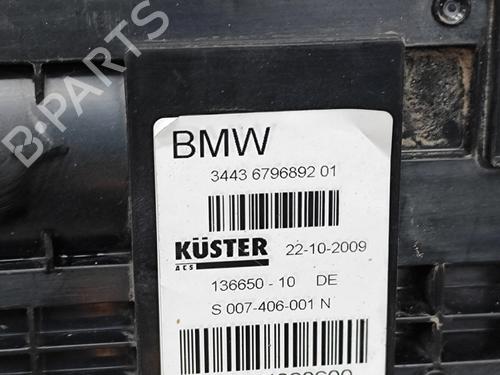 B-PARTS
BMW
3443 6796892 01
KÜSTER 22-10-2009
ACS
136650 - 10 DE
S 007-406-001 N